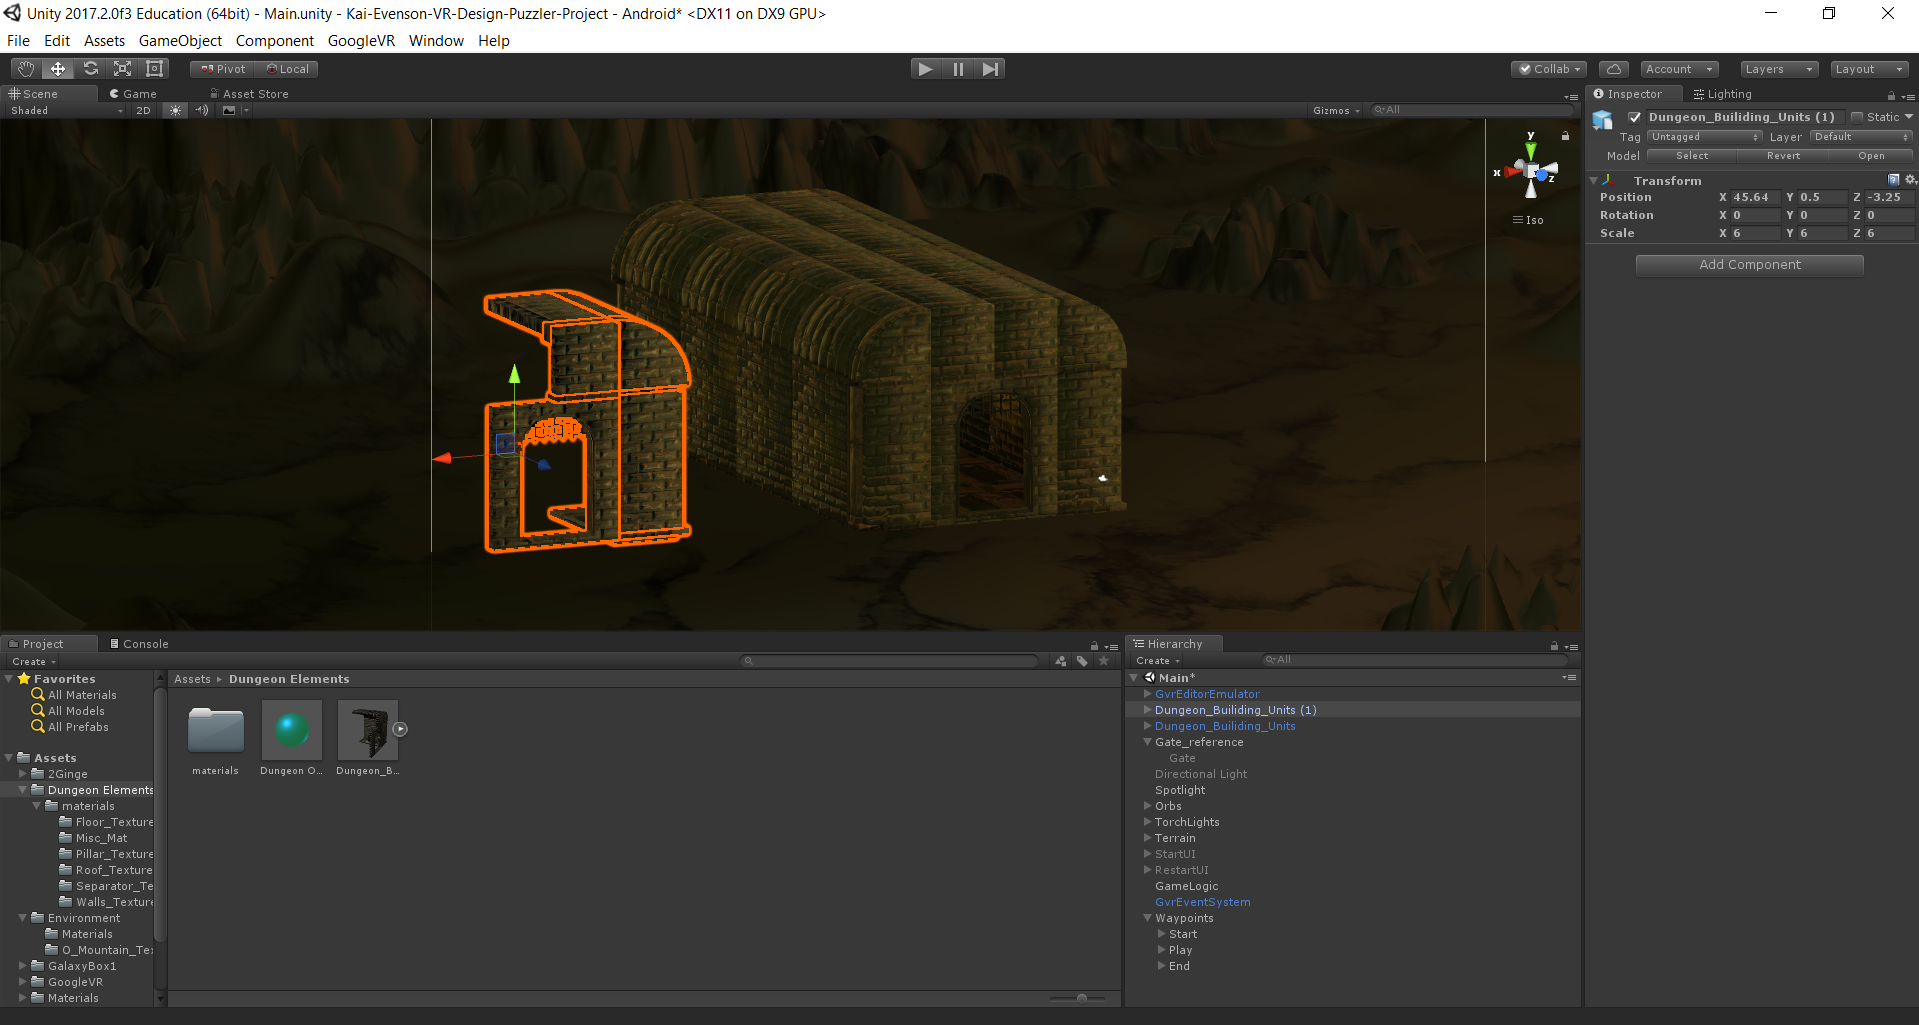 Unity 2017.2.0f3 Education (64bit) - Main.unity - Kai-Evenson-VR-Design-Puzzler-Project - Android* <DX11 on DX9 GPU>
File Edit Assets GameObject Component GoogleVR Window Help
Pivot Local Collab Account Layers Layout
Scene Game Asset Store
Shaded 2D Gizmos All
y
x
z
Iso
Inspector Lighting
Dungeon_Builiding_Units (1) Static
Tag Untagged Layer Default
Model Select Revert Open
Transform
Position X 45.64 Y 0.5 Z -3.25
Rotation X 0 Y 0 Z 0
Scale X 6 Y 6 Z 6
Add Component
Project Console
Create
Favorites
All Materials
All Models
All Prefabs
Assets
2Ginge
Dungeon Elements
materials
Floor_Texture
Misc_Mat
Pillar_Texture
Roof_Texture
Separator_Te
Walls_Texture
Environment
Materials
O_Mountain_Te
GalaxyBox1
GoogleVR
Materials
Assets ▸ Dungeon Elements
materials Dungeon O... Dungeon_B...
Hierarchy
Create All
Main*
GvrEditorEmulator
Dungeon_Builiding_Units (1)
Dungeon_Builiding_Units
Gate_reference
Gate
Directional Light
Spotlight
Orbs
TorchLights
Terrain
StartUI
RestartUI
GameLogic
GvrEventSystem
Waypoints
Start
Play
End